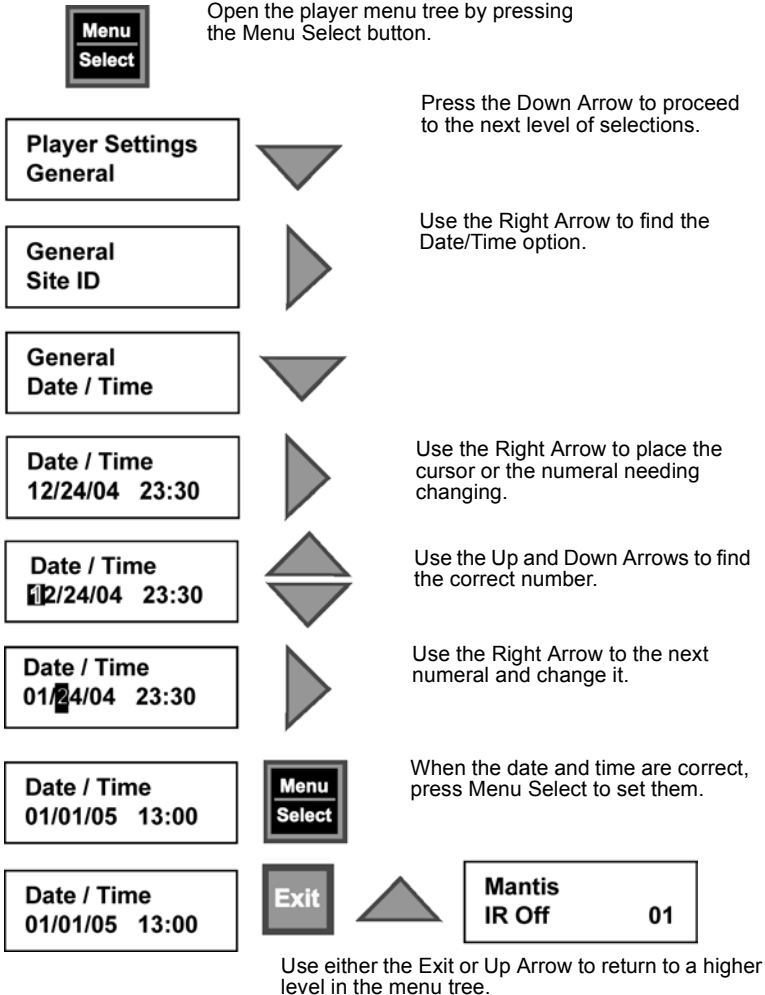 Open the player menu tree by pressing
the Menu Select button.
Menu
Select
Press the Down Arrow to proceed
to the next level of selections.
Player Settings
General
Use the Right Arrow to find the
Date/Time option.
General
Site ID
General
Date / Time
Date / Time
12/24/04 23:30
Use the Right Arrow to place the
cursor or the numeral needing
changing.
Date / Time
12/24/04 23:30
Use the Up and Down Arrows to find
the correct number.
Date / Time
01/24/04 23:30
Use the Right Arrow to the next
numeral and change it.
Date / Time
01/01/05 13:00
Menu
Select
When the date and time are correct,
press Menu Select to set them.
Date / Time
01/01/05 13:00
Exit
Mantis
IR Off 01
Use either the Exit or Up Arrow to return to a higher
level in the menu tree.